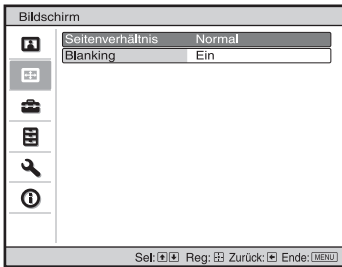 Bildschirm
Seitenverhältnis Normal
Blanking Ein
Sel: Reg: Zurück: Ende: MENU